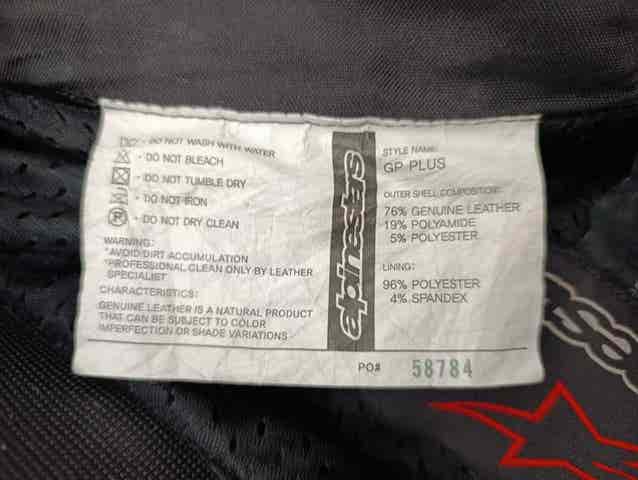 - DO NOT WASH WITH WATER
- DO NOT BLEACH
- DO NOT TUMBLE DRY
- DO NOT IRON
P - DO NOT DRY CLEAN
WARNING:
*AVOID DIRT ACCUMULATION
*PROFESSIONAL CLEAN ONLY BY LEATHER
SPECIALIST
CHARACTERISTICS:
GENUINE LEATHER IS A NATURAL PRODUCT
THAT CAN BE SUBJECT TO COLOR
IMPERFECTION OR SHADE VARIATIONS -
alpinestars
STYLE NAME:
GP PLUS
OUTER SHELL COMPOSITION:
76% GENUINE LEATHER
19% POLYAMIDE
5% POLYESTER
LINING:
96% POLYESTER
4% SPANDEX
PO# 58784